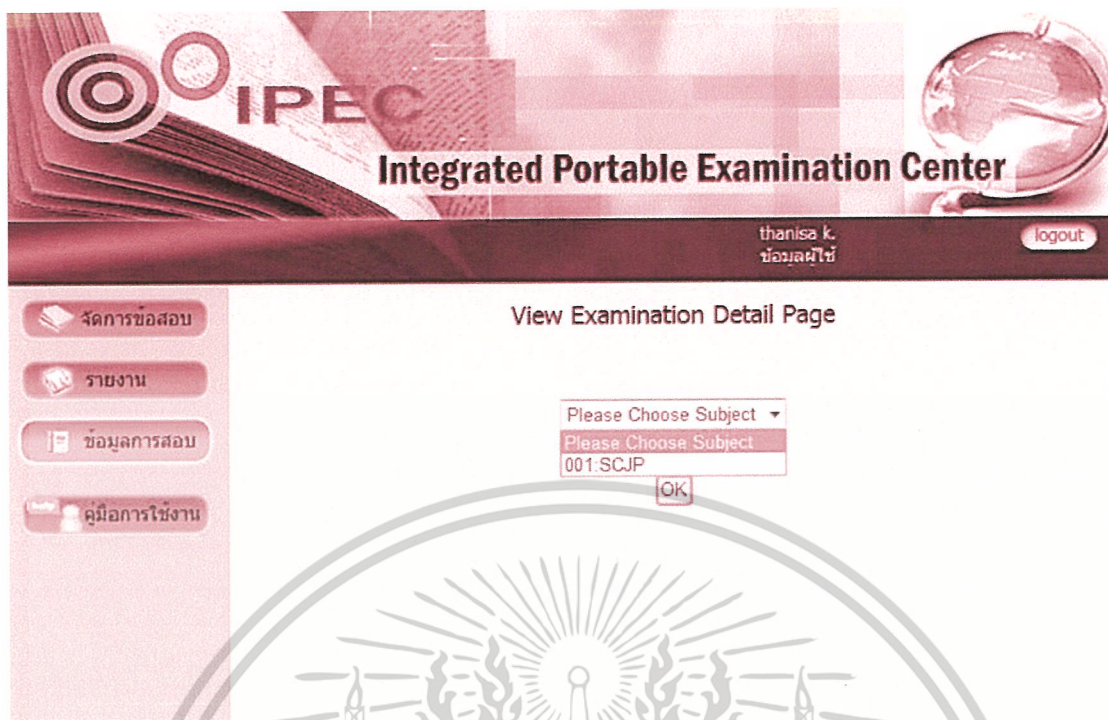 IPEC
Integrated Portable Examination Center
thanisa k.
ข้อมูลผู้ใช้
logout
จัดการข้อสอบ
รายงาน
ข้อมูลการสอบ
คู่มือการใช้งาน
View Examination Detail Page
Please Choose Subject
Please Choose Subject
001:SCJP
OK